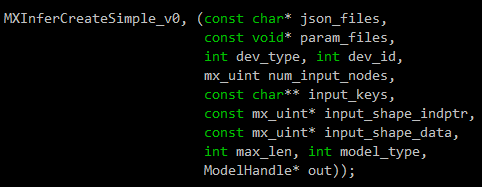 MXInferCreateSimple_v0, (const char* json_files,
const void* param_files,
int dev_type, int dev_id,
mx_uint num_input_nodes,
const char** input_keys,
const mx_uint* input_shape_indptr,
const mx_uint* input_shape_data,
int max_len, int model_type,
ModelHandle* out));